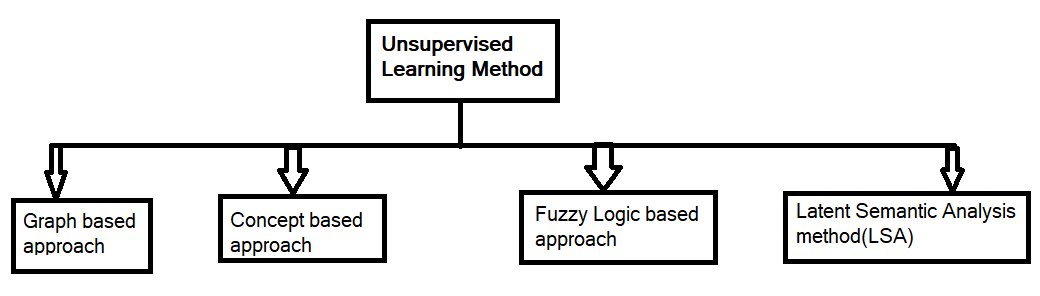 Unsupervised
Learning Method
Graph based
approach
Concept based
approach
Fuzzy Logic based
approach
Latent Semantic Analysis
method(LSA)